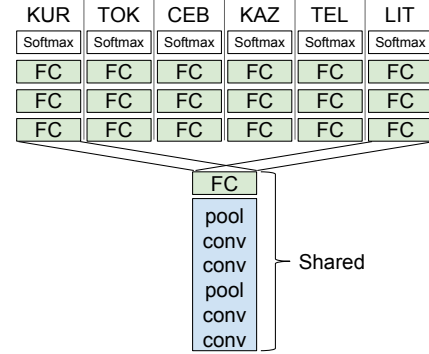 KUR TOK CEB KAZ TEL LIT
Softmax Softmax Softmax Softmax Softmax Softmax
FC FC FC FC FC FC
FC FC FC FC FC FC
FC FC FC FC FC FC
FC
pool
conv
conv
pool
conv
conv
Shared